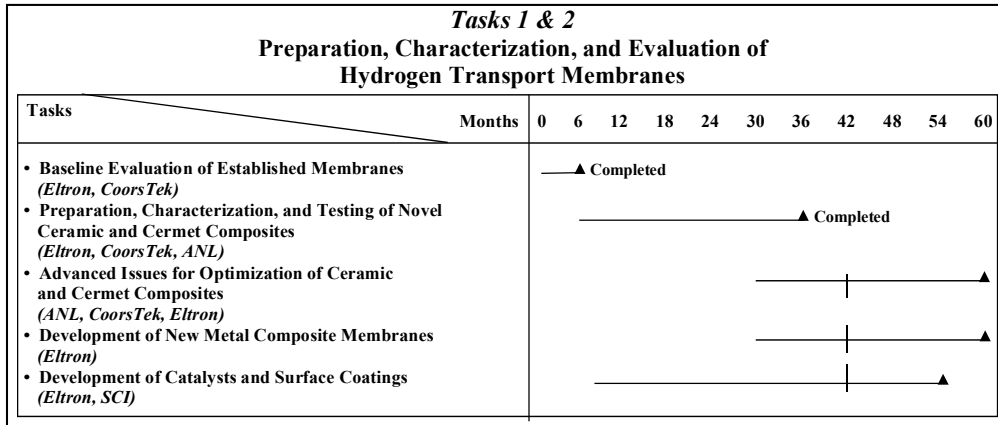 Tasks 1 & 2
Preparation, Characterization, and Evaluation of
Hydrogen Transport Membranes
Tasks
Months 0 6 12 18 24 30 36 42 48 54 60
• Baseline Evaluation of Established Membranes
(Eltron, CoorsTek)
Completed
• Preparation, Characterization, and Testing of Novel
Ceramic and Cermet Composites
(Eltron, CoorsTek, ANL)
Completed
• Advanced Issues for Optimization of Ceramic
and Cermet Composites
(ANL, CoorsTek, Eltron)
• Development of New Metal Composite Membranes
(Eltron)
• Development of Catalysts and Surface Coatings
(Eltron, SCI)